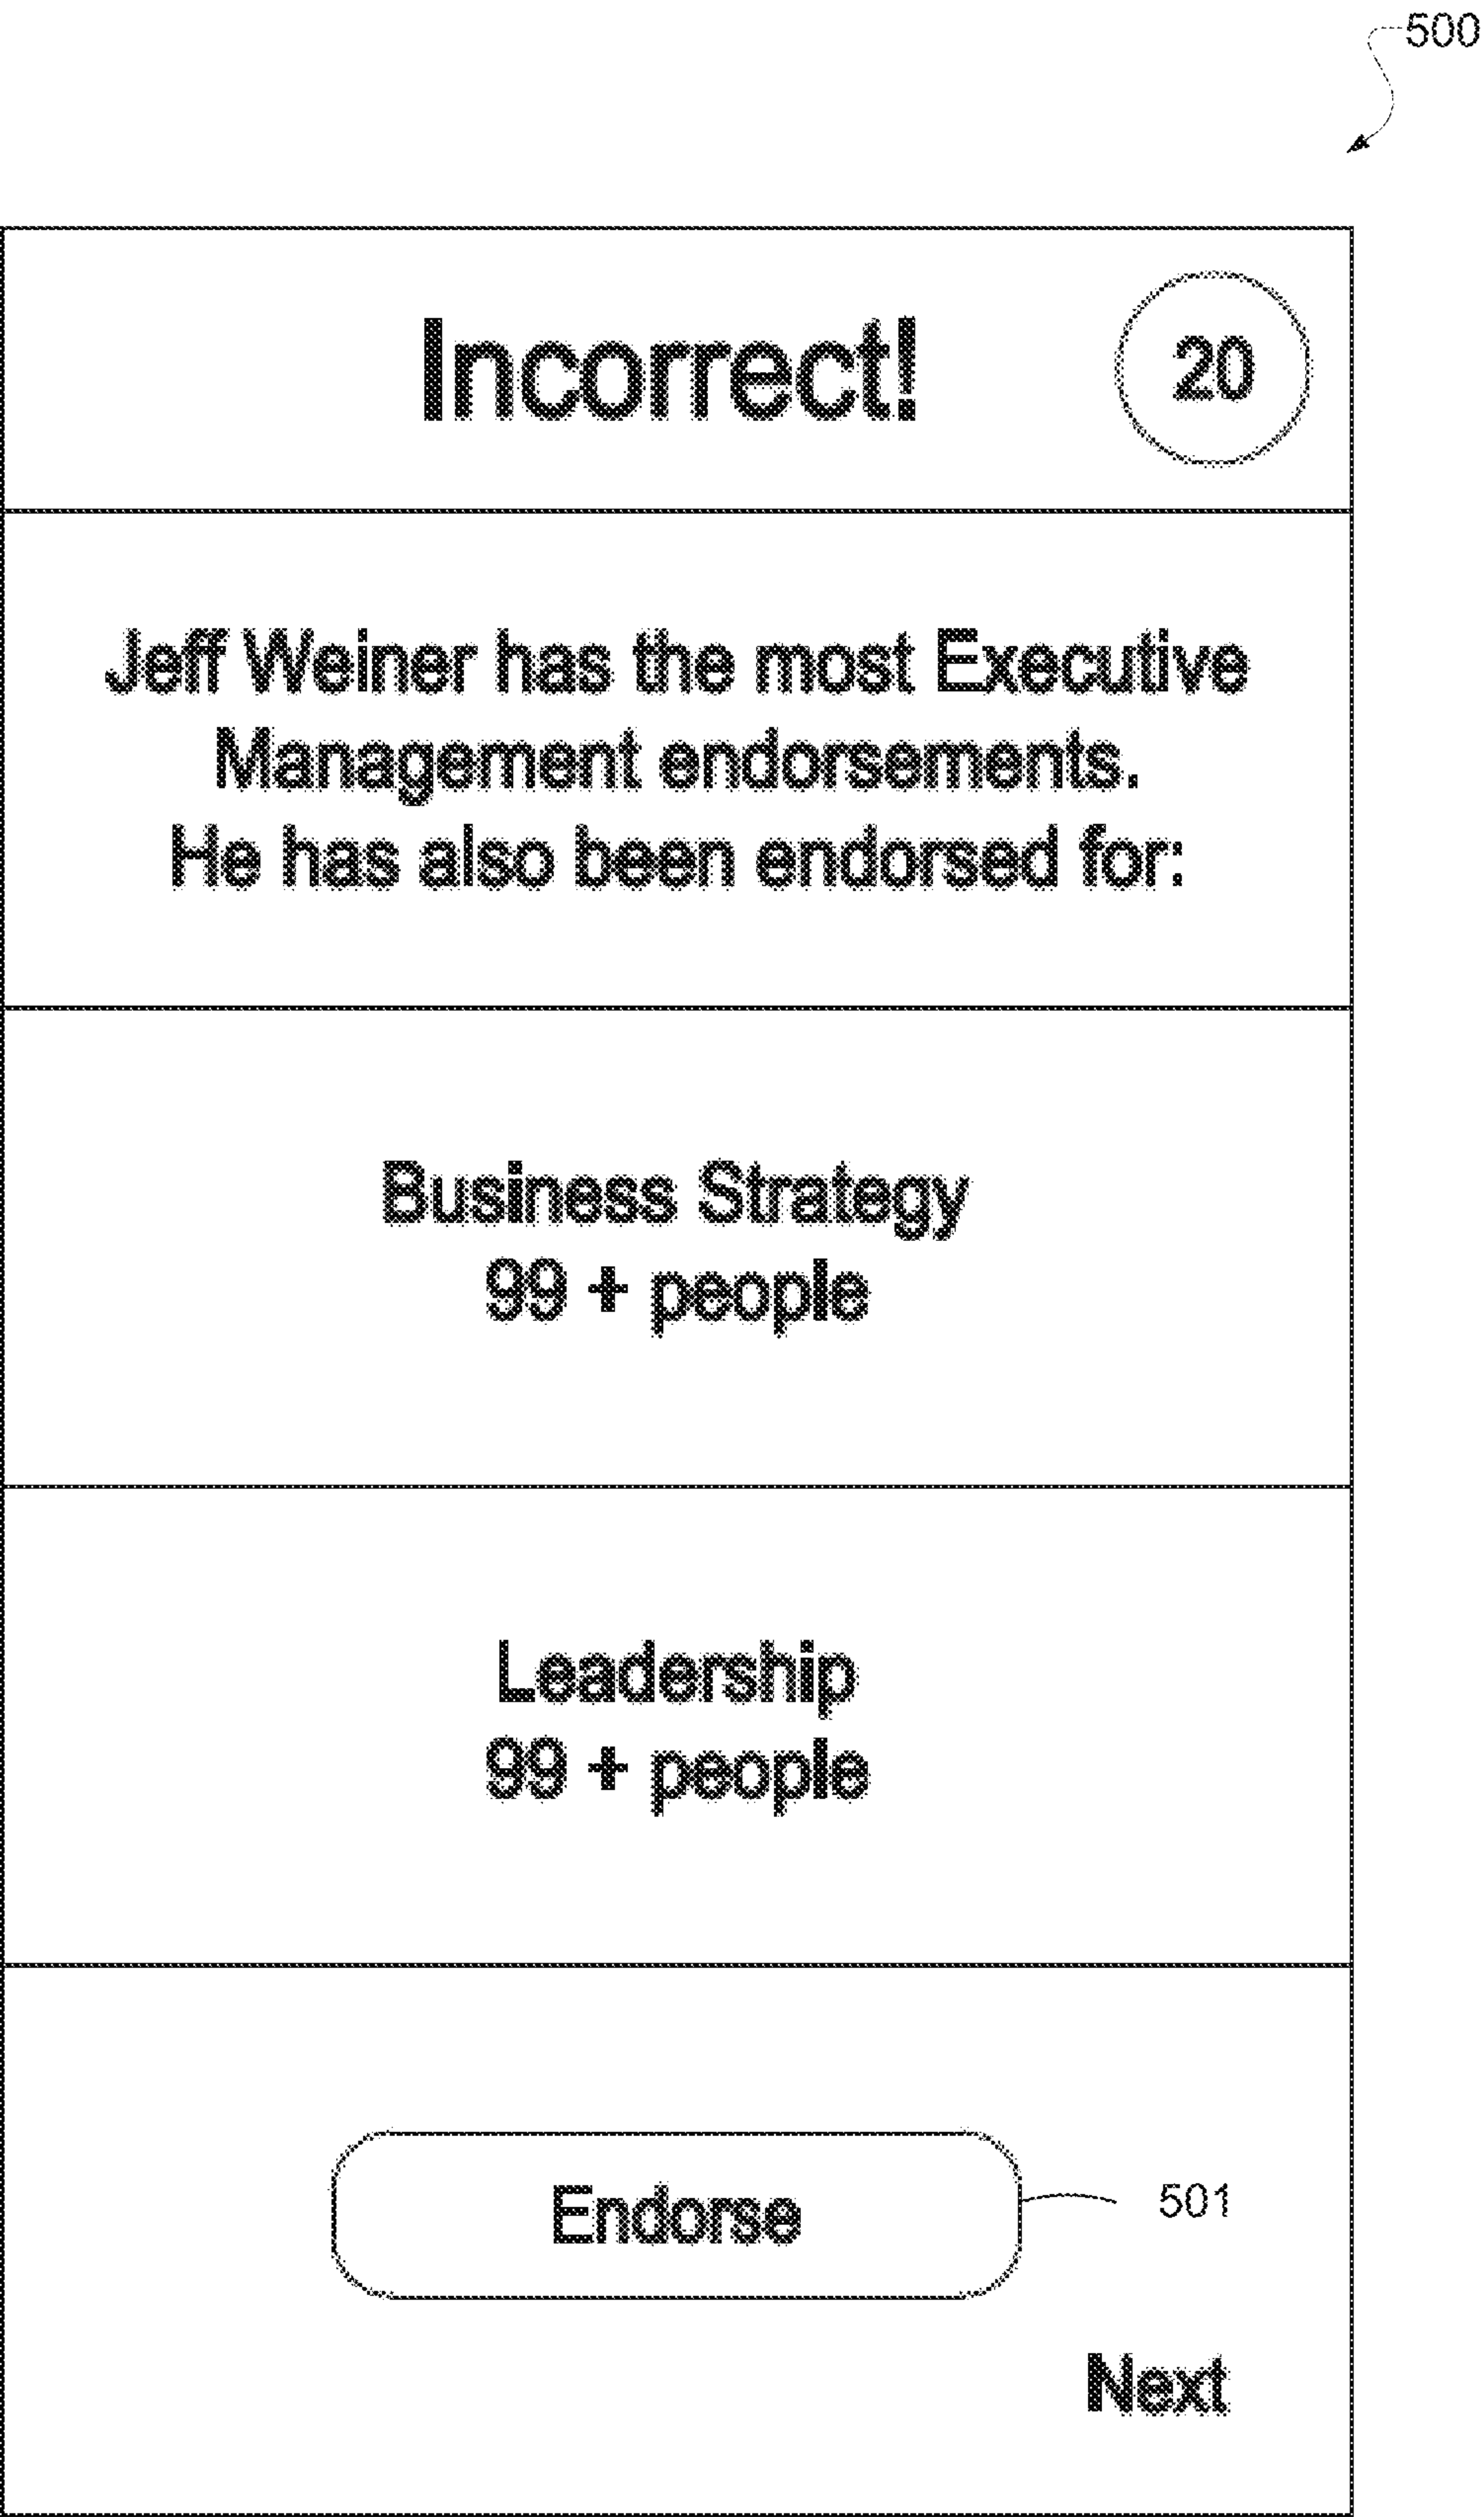 500
Incorrect!
20
Jeff Weiner has the most Executive
Management endorsements.
He has also been endorsed for:
Business Strategy
99 + people
Leadership
99 + people
Endorse
501
Next